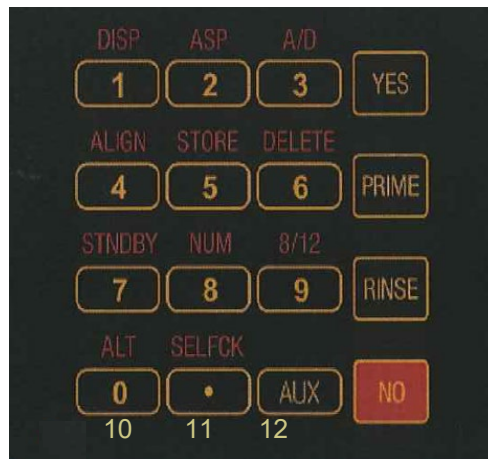 DISP ASP A/D
1 2 3 YES
ALIGN STORE DELETE
4 5 6 PRIME
STNDBY NUM 8/12
7 8 9 RINSE
ALT SELFCK
0 • AUX NO
10 11 12